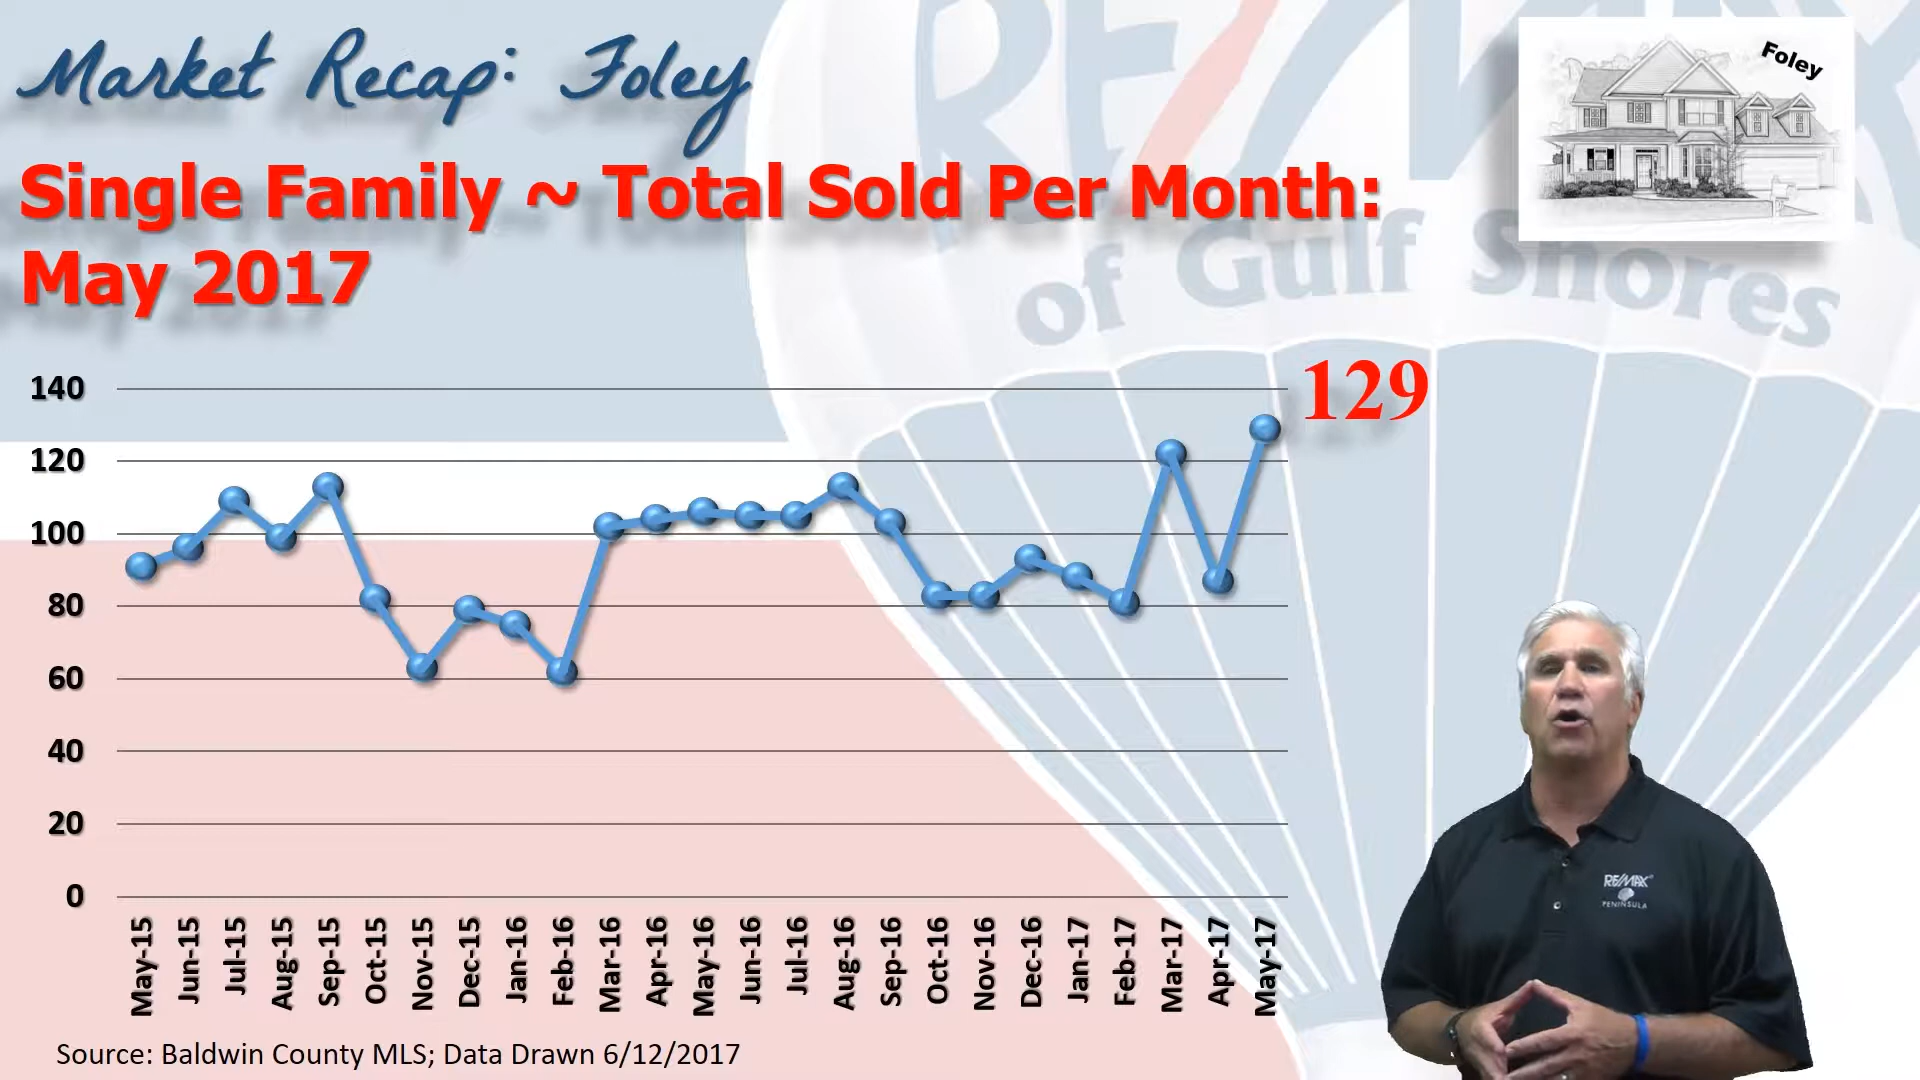 Market Recap: Foley
Foley
Single Family ~ Total Sold Per Month:
May 2017
RE/MAX
of Gulf Shores
129
140
120
100
80
60
40
20
0
May-15 Jun-15 Jul-15 Aug-15 Sep-15 Oct-15 Nov-15 Dec-15 Jan-16 Feb-16 Mar-16 Apr-16 May-16 Jun-16 Jul-16 Aug-16 Sep-16 Oct-16 Nov-16 Dec-16 Jan-17 Feb-17 Mar-17 Apr-17 May-17
RE/MAX
PENINSULA
Source: Baldwin County MLS; Data Drawn 6/12/2017